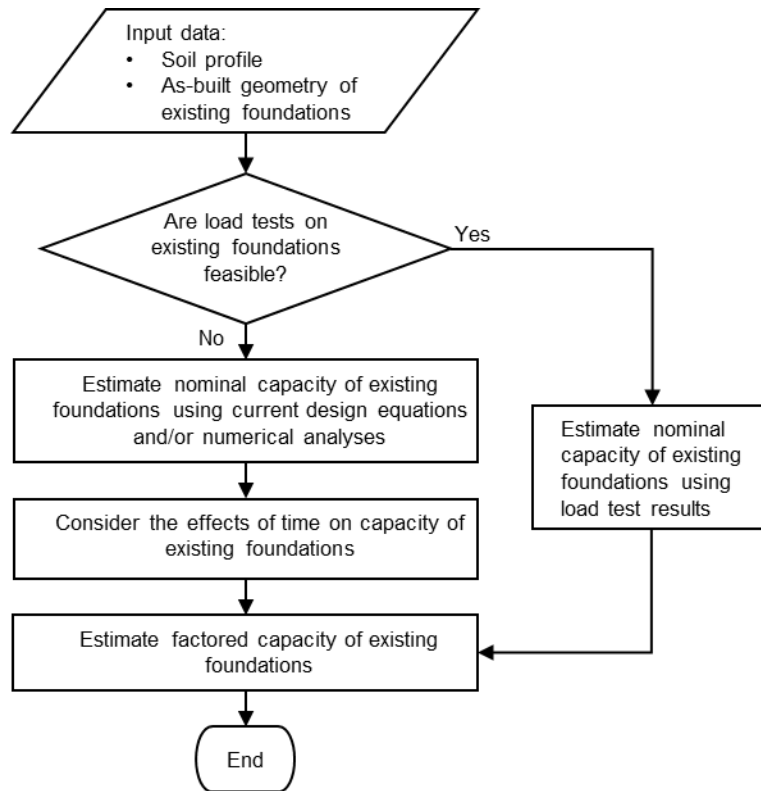 Input data:
• Soil profile
• As-built geometry of
existing foundations
Are load tests on
existing foundations
feasible?
Yes
No
Estimate nominal capacity of existing
foundations using current design equations
and/or numerical analyses
Estimate nominal
capacity of existing
foundations using
load test results
Consider the effects of time on capacity of
existing foundations
Estimate factored capacity of existing
foundations
End